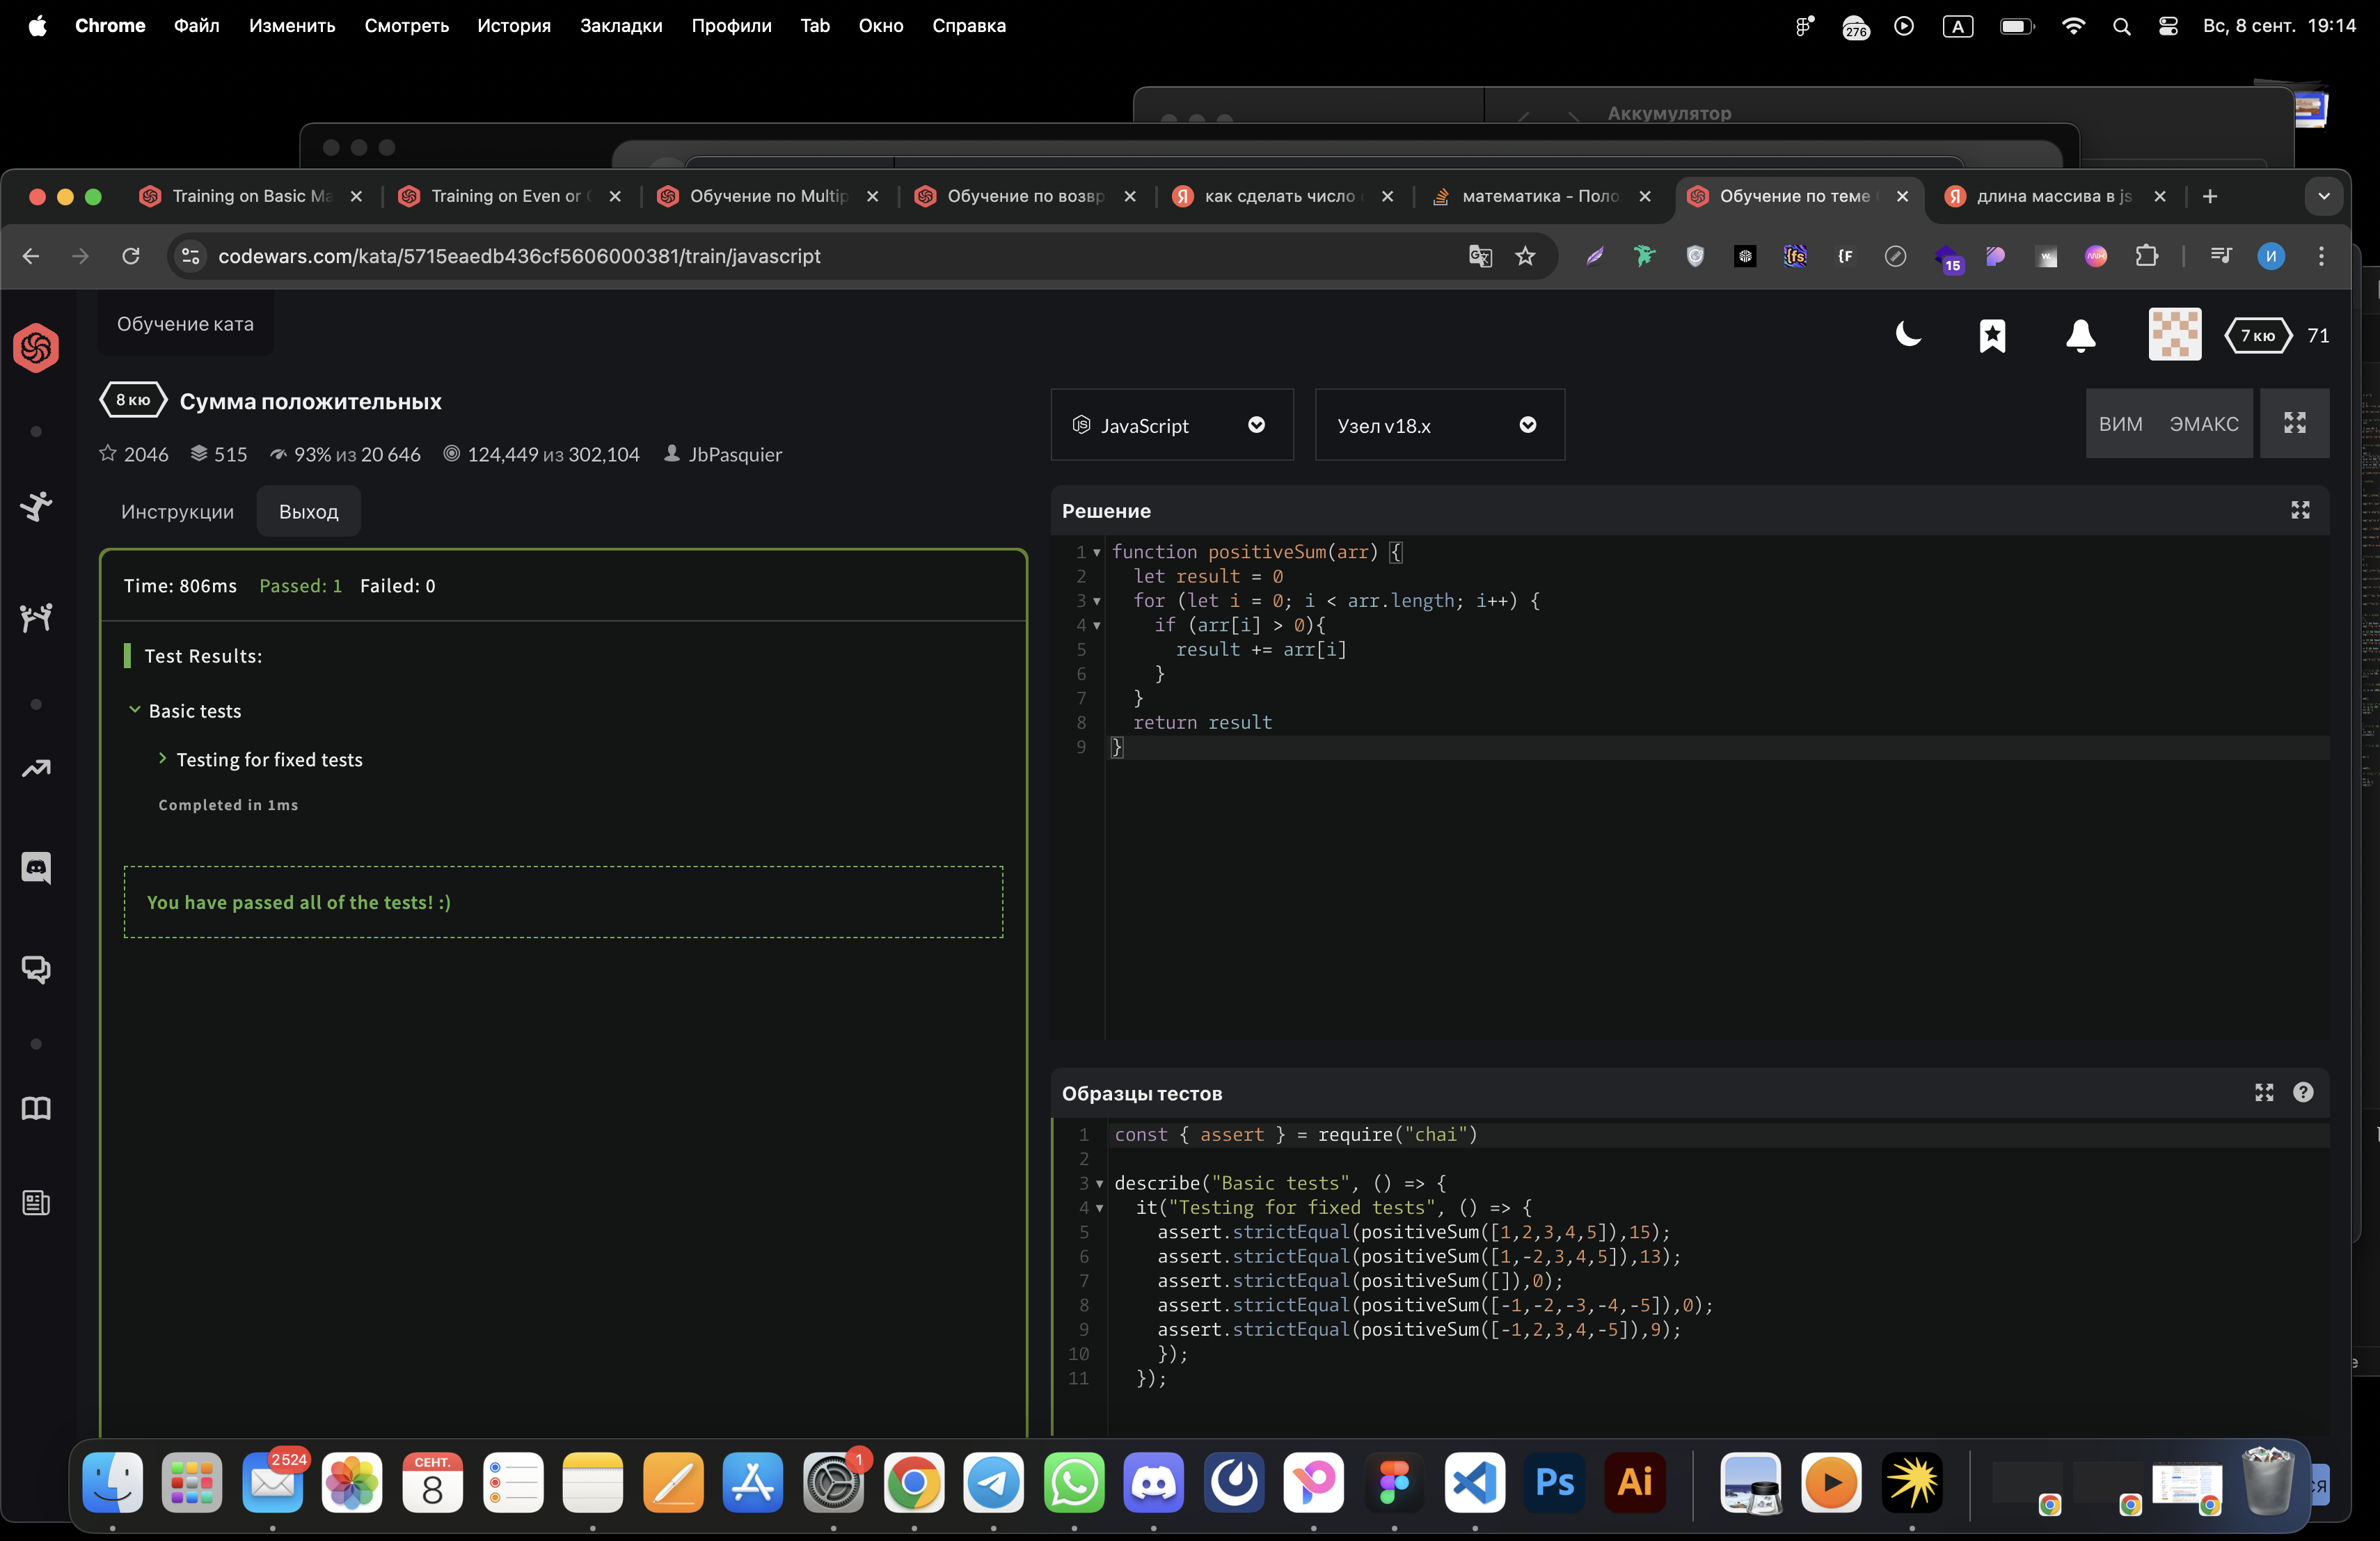 Chrome Файл Изменить Смотреть История Закладки Профили Tab Окно Справка
276 A Вс, 8 сент. 19:14
Аккумулятор
Training on Basic Ma Training on Even or Обучение по Multip Обучение по возвр как сделать число математика - Поло Обучение по теме длина массива в js
codewars.com/kata/5715eaedb436cf5606000381/train/javascript
{fs {F 15 w. И
Обучение ката
7 кю 71
8 кю Сумма положительных
2046 515 93% из 20 646 124,449 из 302,104 JbPasquier
JavaScript Узел v18.x ВИМ ЭМАКС
Инструкции Выход
Time: 806ms Passed: 1 Failed: 0
Test Results:
Basic tests
Testing for fixed tests
Completed in 1ms
You have passed all of the tests! :)
Решение
1 function positiveSum(arr) {
2 let result = 0
3 for (let i = 0; i < arr.length; i++) {
4 if (arr[i] > 0){
5 result += arr[i]
6 }
7 }
8 return result
9 }
Образцы тестов
1 const { assert } = require("chai")
2
3 describe("Basic tests", () => {
4 it("Testing for fixed tests", () => {
5 assert.strictEqual(positiveSum([1,2,3,4,5]),15);
6 assert.strictEqual(positiveSum([1,-2,3,4,5]),13);
7 assert.strictEqual(positiveSum([]),0);
8 assert.strictEqual(positiveSum([-1,-2,-3,-4,-5]),0);
9 assert.strictEqual(positiveSum([-1,2,3,4,-5]),9);
10 });
11 });
2524 СЕНТ. 8 1 Ps Ai